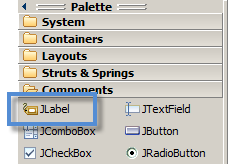 Palette
System
Containers
Layouts
Struts & Springs
Components
JLabel JTextField
JComboBox JButton
JCheckBox JRadioButton